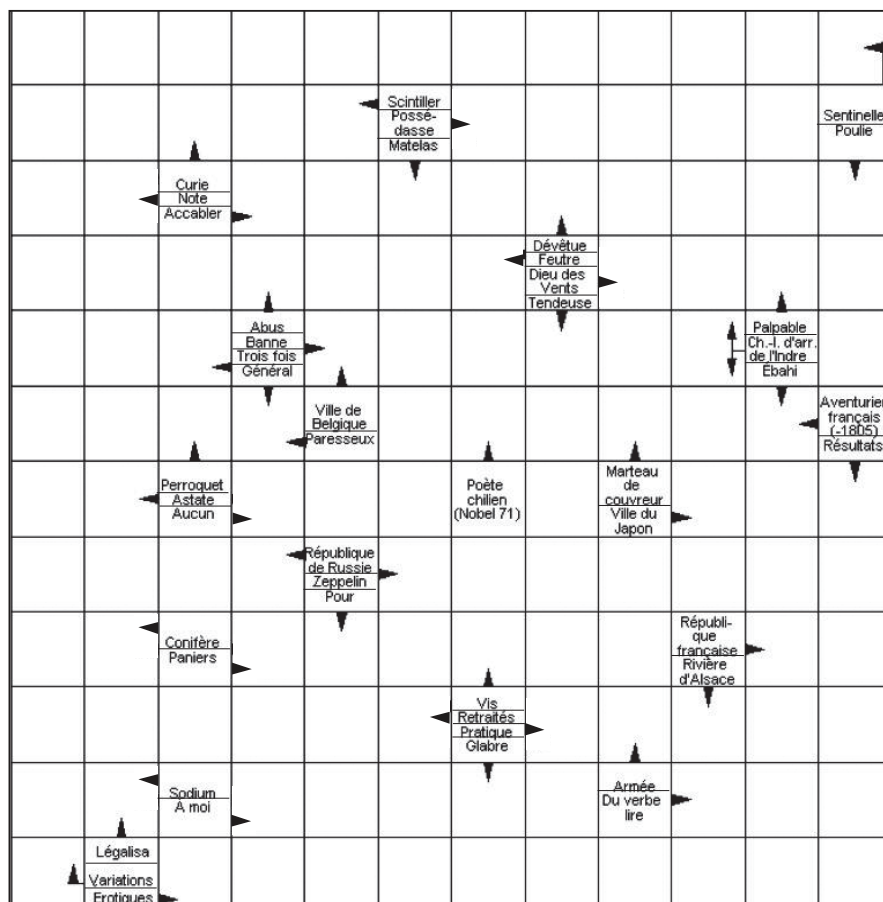 Scintiller
Possé-
dasse
Matelas
Sentinelle
Poulie
Curie
Note
Accabler
Dévêtue
Feutre
Dieu des
Vents
Tendeuse
Abus
Banne
Trois fois
Général
Palpable
Ch.-l. d'arr.
de l'Indre
Ébahi
Ville de
Belgique
Paresseux
Aventurier
français
(-1805)
Résultats
Perroquet
Astate
Aucun
Poète
chilien
(Nobel 71)
Marteau
de
couvreur
Ville du
Japon
République
de Russie
Zeppelin
Pour
Conifère
Paniers
Républi-
que
française
Rivière
d'Alsace
Vis
Retraités
Pratique
Glabre
Sodium
A moi
Armée
Du verbe
lire
Légalisa
Variations
Erotiques